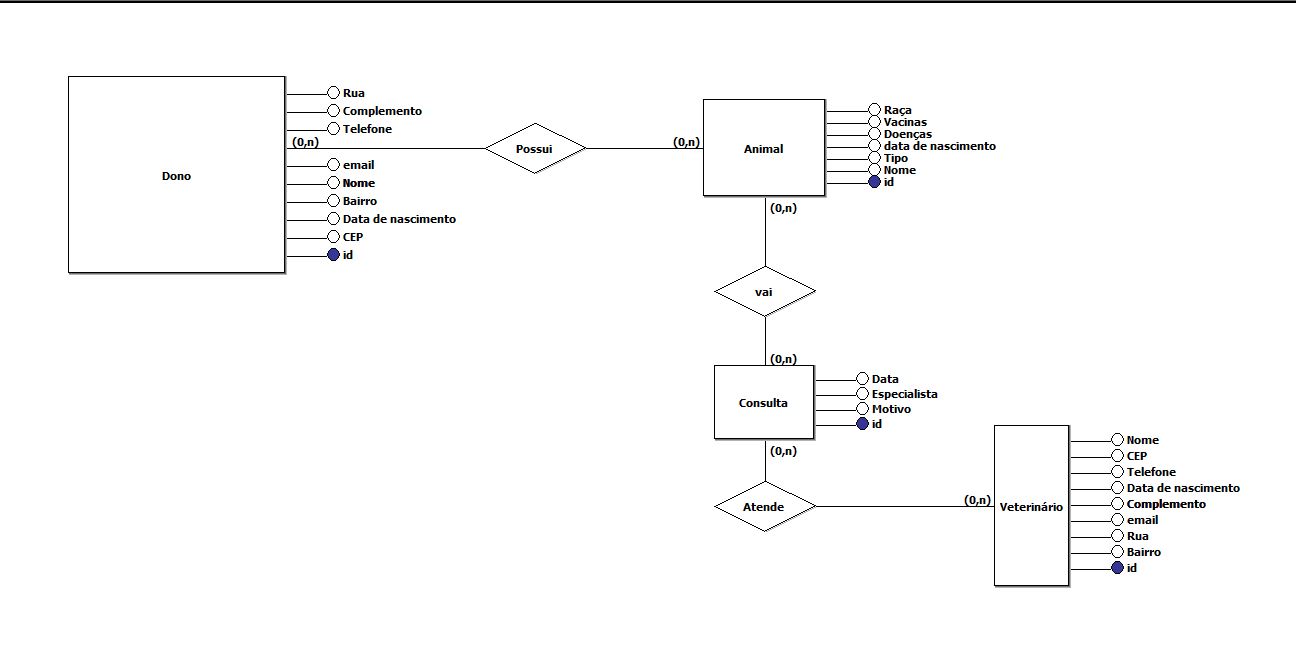 Rua
Complemento
Telefone
(0,n)
Dono
email
Nome
Bairro
Data de nascimento
CEP
id
Possui
(0,n)
Animal
Raça
Vacinas
Doenças
data de nascimento
Tipo
Nome
id
(0,n)
vai
(0,n)
Consulta
Data
Especialista
Motivo
id
(0,n)
Atende
(0,n)
Veterinário
Nome
CEP
Telefone
Data de nascimento
Complemento
email
Rua
Bairro
id